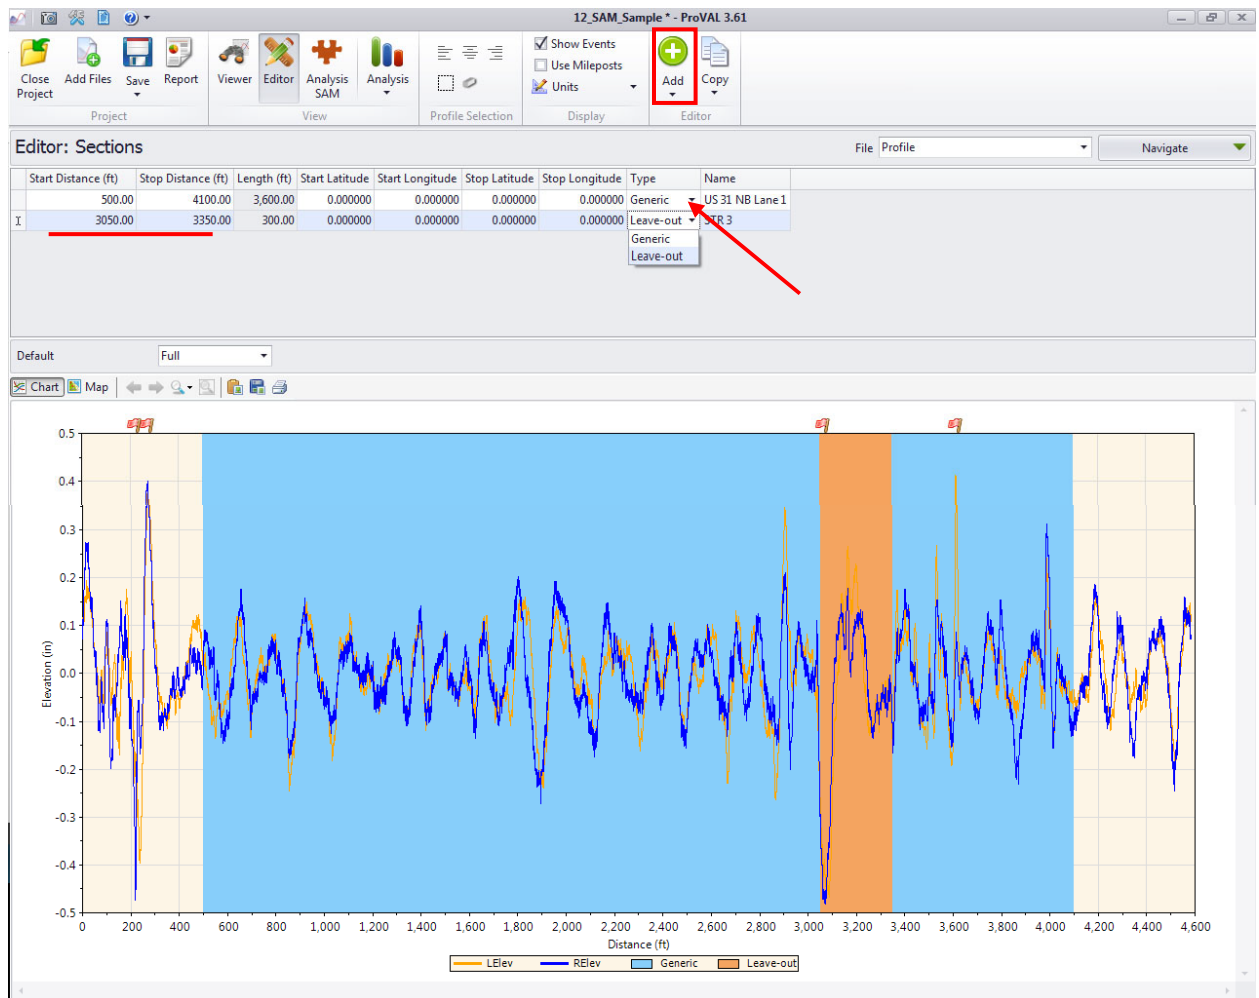 12_SAM_Sample * - ProVAL 3.61
Close Project
Add Files
Save
Report
Viewer
Editor
Analysis SAM
Analysis
Show Events
Use Mileposts
Units
Add
Copy
Project
View
Profile Selection
Display
Editor
Editor: Sections
File Profile
Navigate
Start Distance (ft) Stop Distance (ft) Length (ft) Start Latitude Start Longitude Stop Latitude Stop Longitude Type Name
500.00 4100.00 3,600.00 0.000000 0.000000 0.000000 0.000000 Generic US 31 NB Lane 1
3050.00 3350.00 300.00 0.000000 0.000000 0.000000 0.000000 Leave-out STR 3
Generic
Leave-out
Default Full
Chart Map
0.5
0.4
0.3
0.2
0.1
0.0
-0.1
-0.2
-0.3
-0.4
-0.5
Elevation (in)
0 200 400 600 800 1,000 1,200 1,400 1,600 1,800 2,000 2,200 2,400 2,600 2,800 3,000 3,200 3,400 3,600 3,800 4,000 4,200 4,400 4,600
Distance (ft)
LElev RElev Generic Leave-out